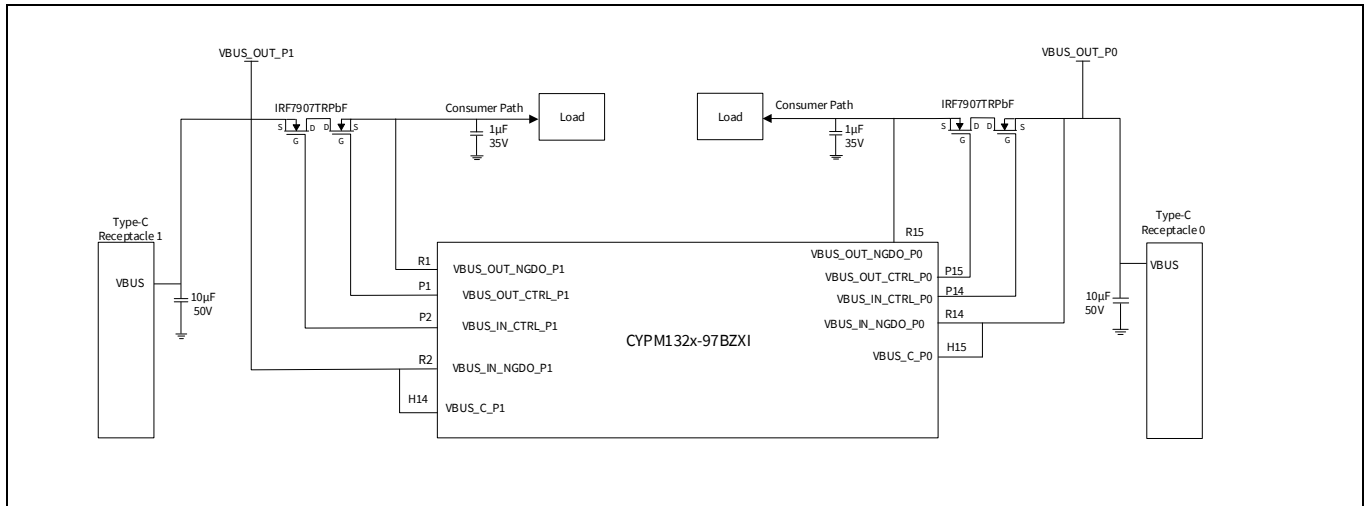 VBUS_OUT_P1
VBUS_OUT_P0
IRF7907TRPbF
Consumer Path
Load
Load
Consumer Path
IRF7907TRPbF
S
D
D
S
G
G
1µF
35V
1µF
35V
S
D
D
S
G
G
Type-C
Receptacle 1
VBUS
10µF
50V
R1
VBUS_OUT_NGDO_P1
P1
VBUS_OUT_CTRL_P1
P2
VBUS_IN_CTRL_P1
R2
VBUS_IN_NGDO_P1
H14
VBUS_C_P1
CYPM132x-97BZXI
R15
VBUS_OUT_NGDO_P0
VBUS_OUT_CTRL_P0
P15
VBUS_IN_CTRL_P0
P14
VBUS_IN_NGDO_P0
R14
VBUS_C_P0
H15
Type-C
Receptacle 0
VBUS
10µF
50V